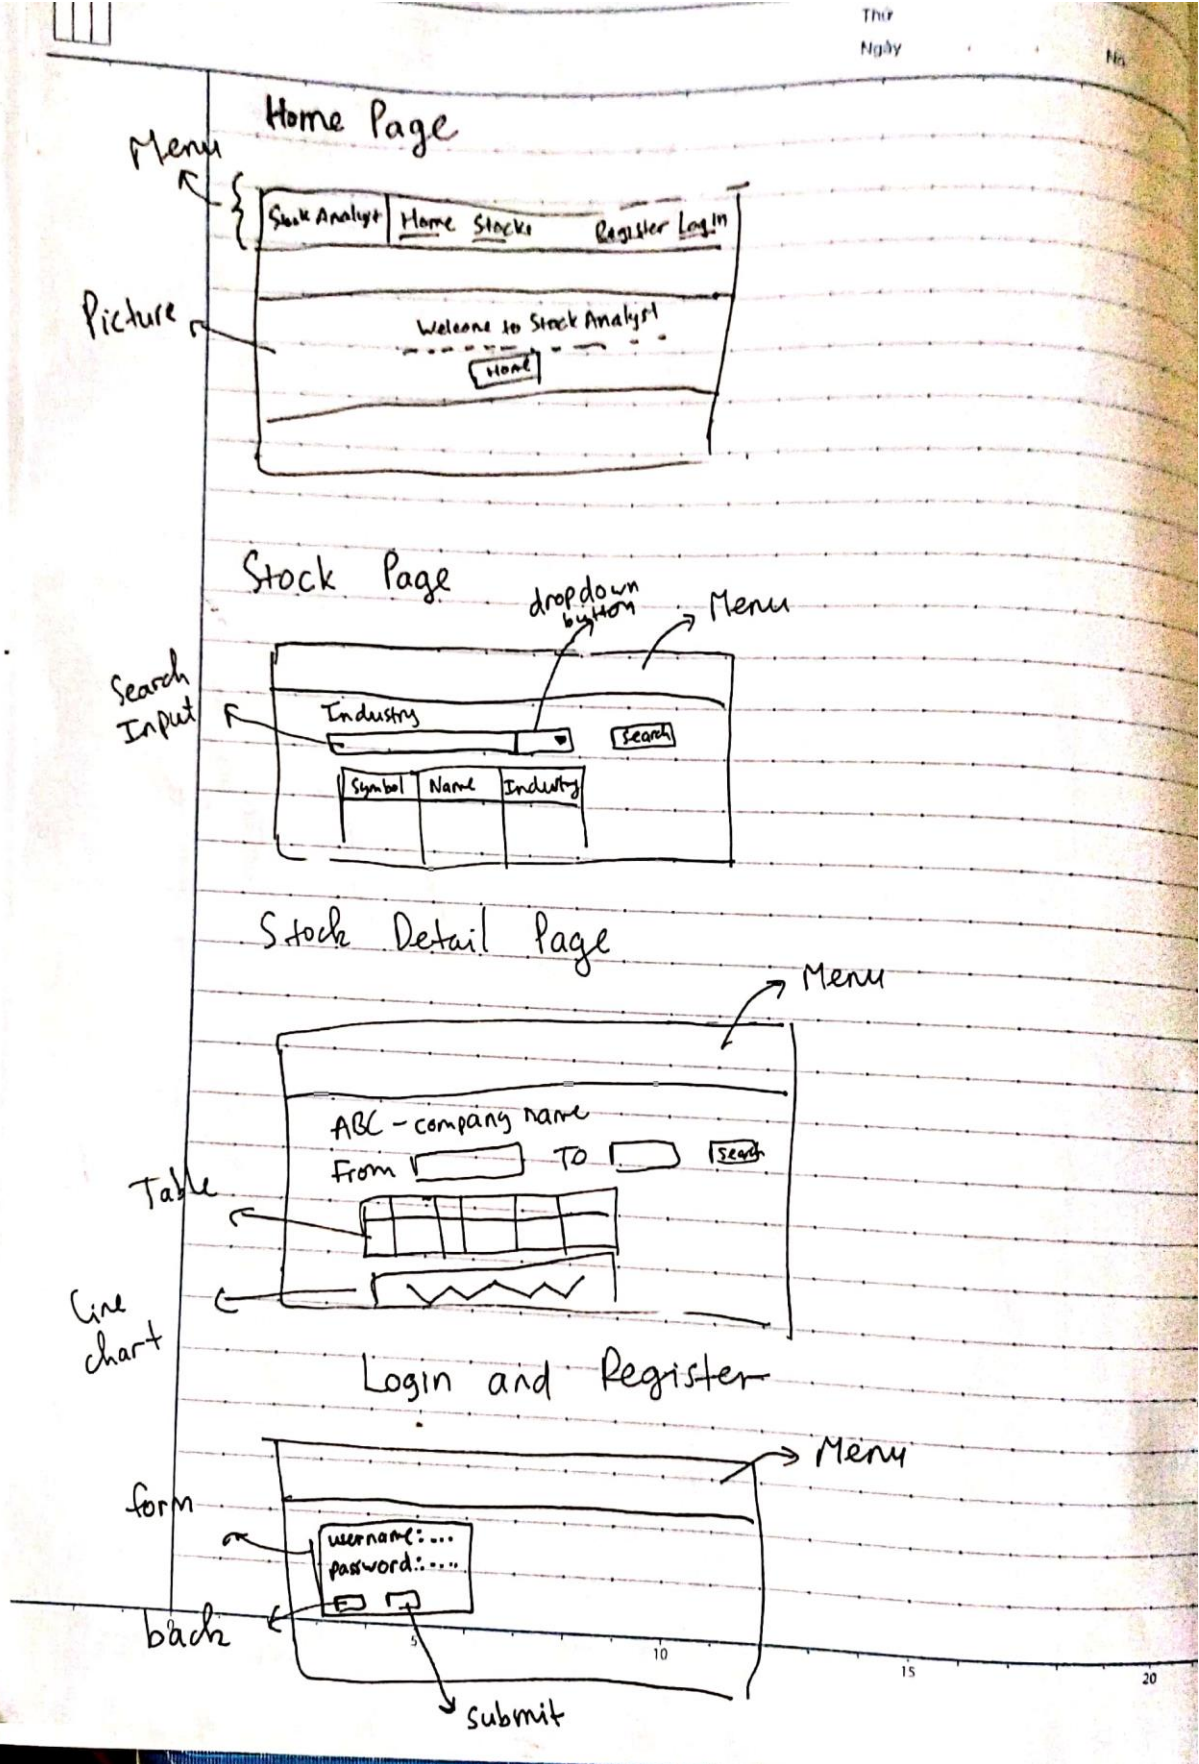 Thứ
Ngày
Home Page
Menu
Stock Analyst Home Stocks Register Login
Picture
Welcome to Stock Analyst
Home
Stock Page
dropdown
button
Menu
Search
Input
Industry
Search
Symbol Name Industry
Stock Detail Page
Menu
ABC - company name
From TO Search
Table
Line
chart
Login and Register
Menu
form
username:...
password:....
back
submit
5 10 15 20